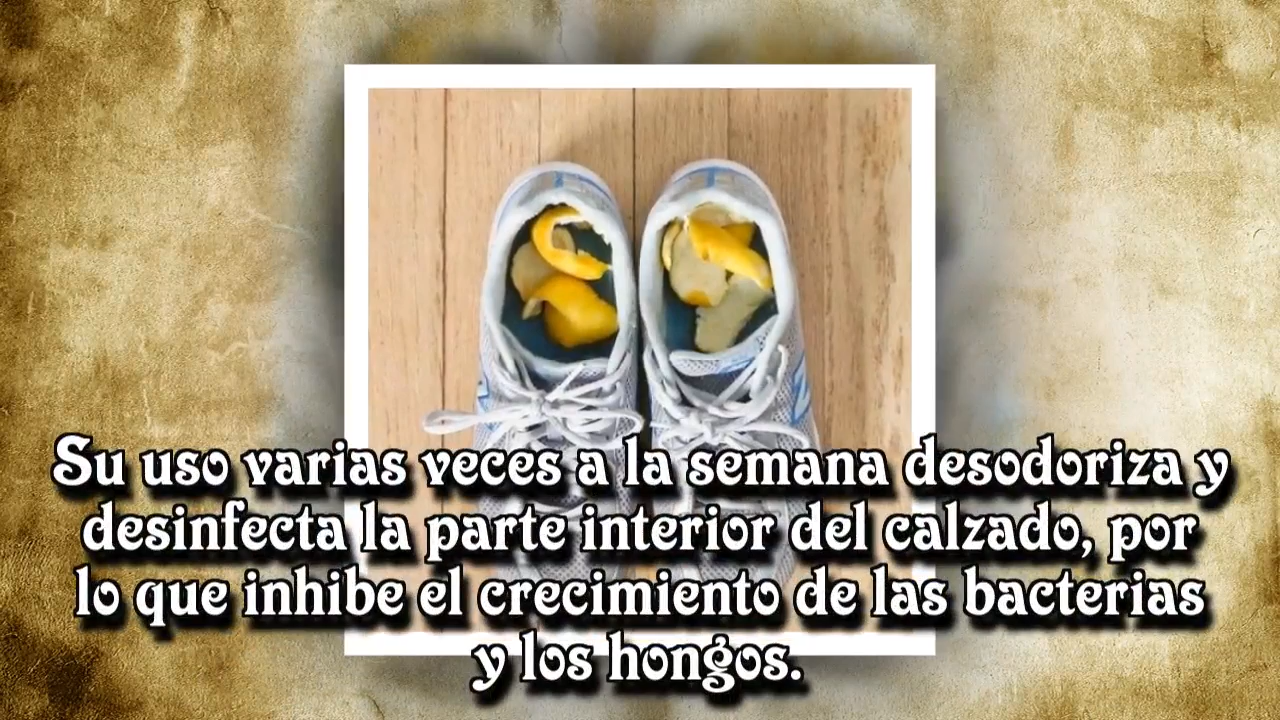 Su uso varias veces a la semana desodoriza y
desinfecta la parte interior del calzado, por
lo que inhibe el crecimiento de las bacterias
y los hongos.